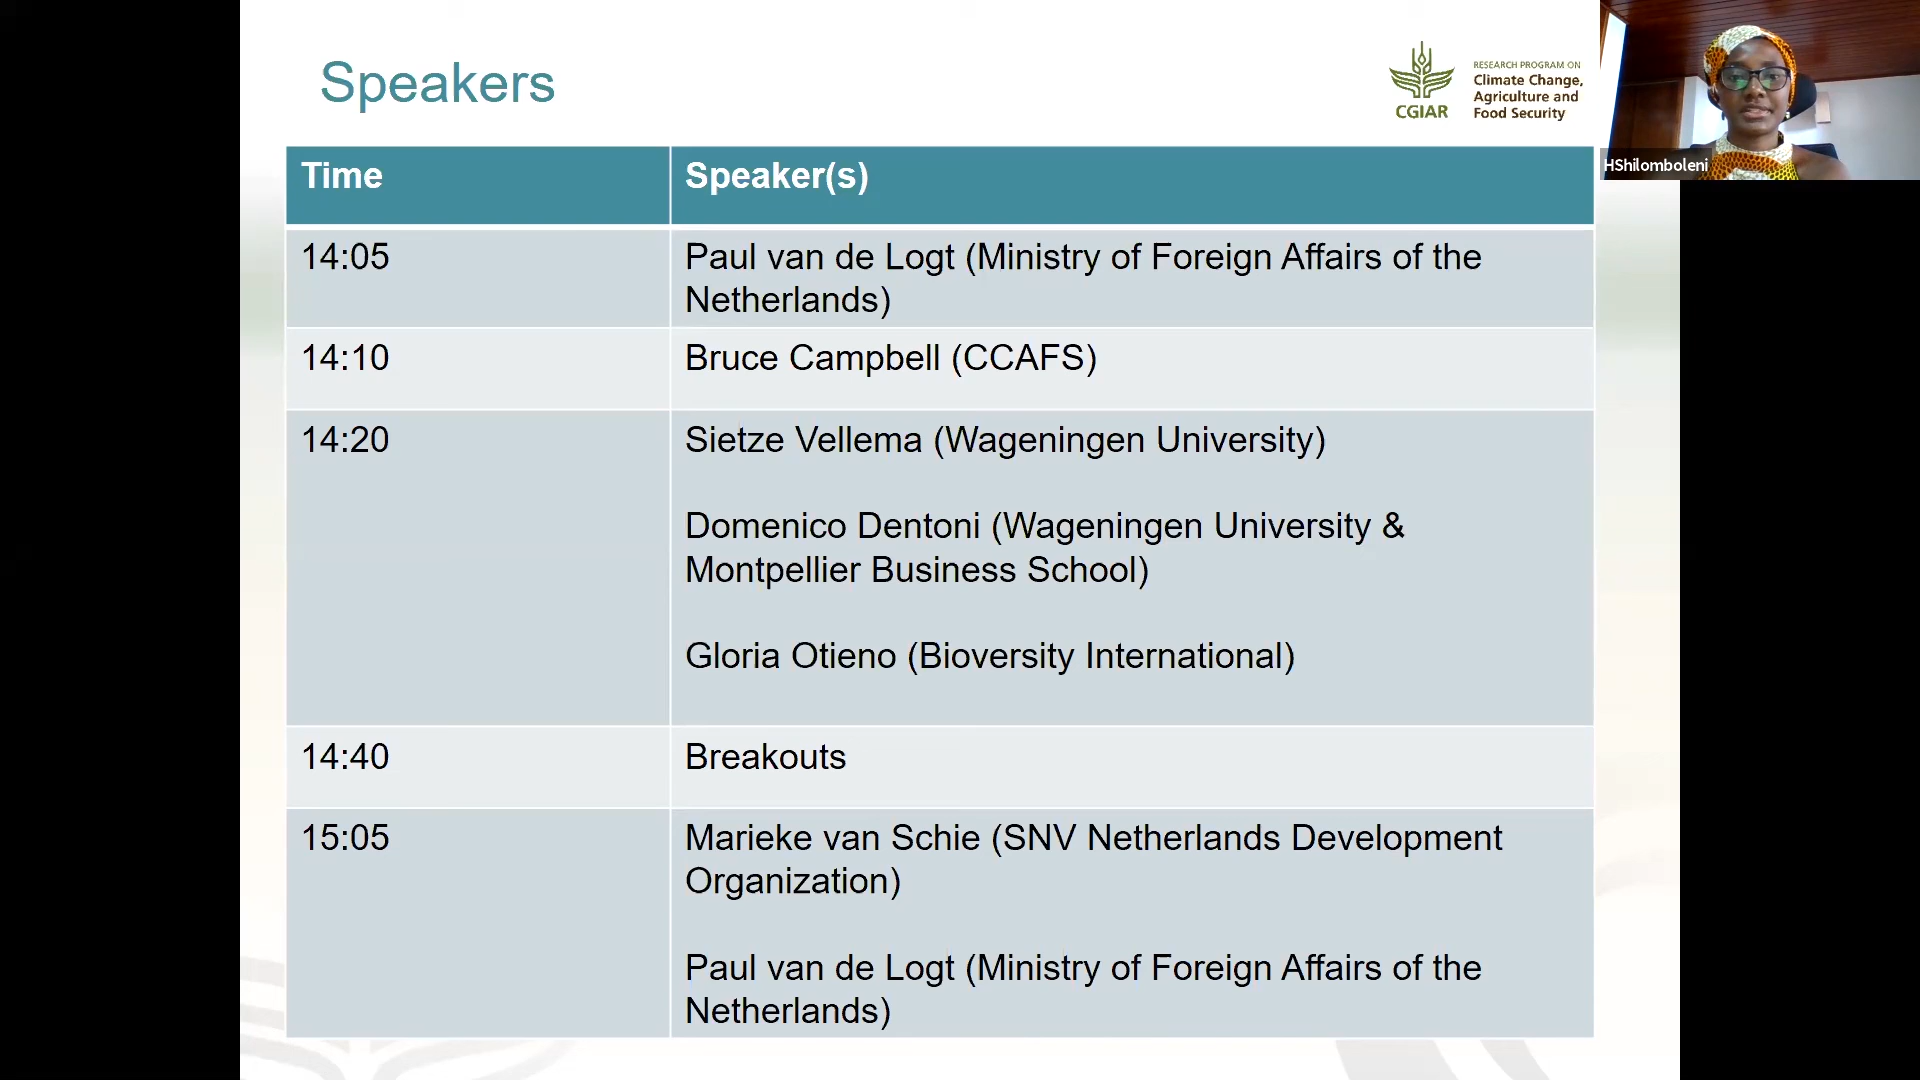 Speakers
CGIAR
RESEARCH PROGRAM ON
Climate Change,
Agriculture and
Food Security
HShilomboleni
Time
Speaker(s)
14:05
Paul van de Logt (Ministry of Foreign Affairs of the
Netherlands)
14:10
Bruce Campbell (CCAFS)
14:20
Sietze Vellema (Wageningen University)
Domenico Dentoni (Wageningen University &
Montpellier Business School)
Gloria Otieno (Bioversity International)
14:40
Breakouts
15:05
Marieke van Schie (SNV Netherlands Development
Organization)
Paul van de Logt (Ministry of Foreign Affairs of the
Netherlands)